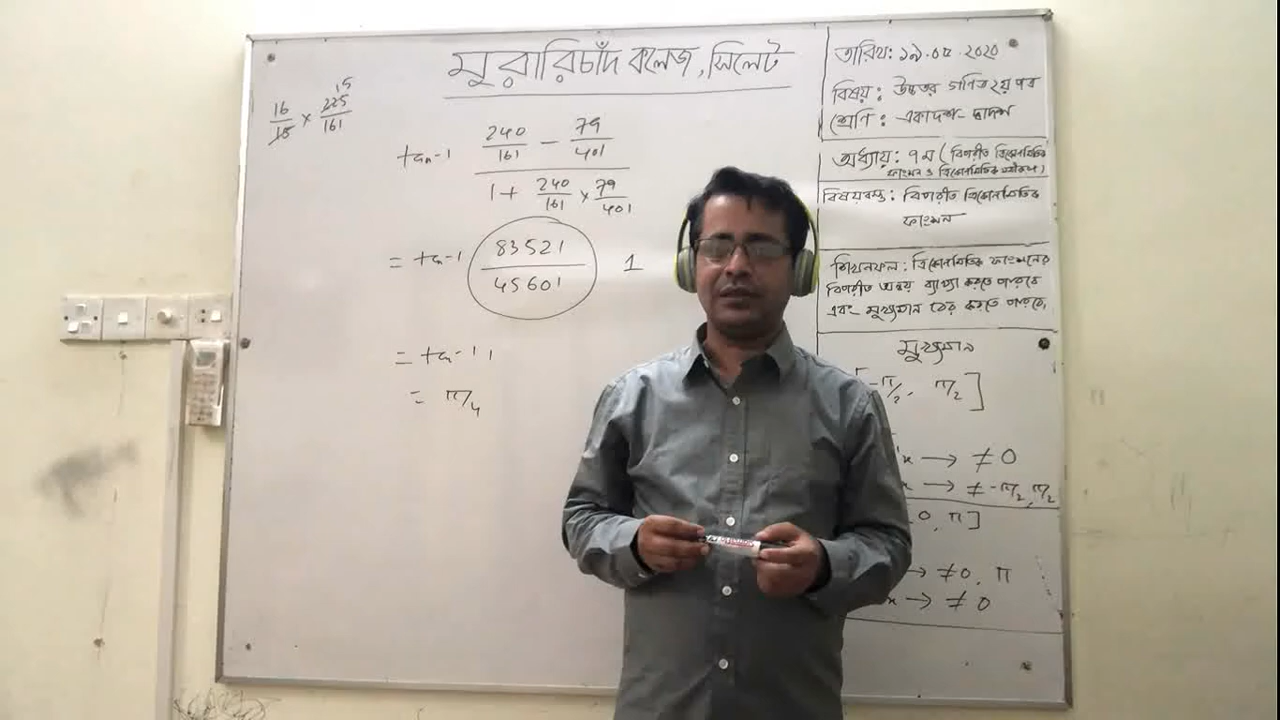 মুরারিচাঁদ কলেজ, সিলেট
16/15 × 225/161
15
tan-1 (240/161 - 79/401) / (1 + 240/161 × 79/401)
= tan-1 83521/45601 1
= tan-1 1
= π/4
তারিখ: ১৯.০৫.২০২০
বিষয়: উচ্চতর গণিত ২য় পত্র
শ্রেণি: একাদশ-দ্বাদশ
অধ্যায়: ৭ম (বিপরীত ত্রিকোণমিতিক
ফাংশন ও ত্রিকোণমিতিক সমীকরণ)
বিষয়বস্তু: বিপরীত ত্রিকোণমিতিক
ফাংশন
শিখনফল: ত্রিকোণমিতিক ফাংশনের
বিপরীত অন্বয় ব্যাখ্যা করতে পারবে
এবং মুখ্যমান বের করতে পারবে।
মুখ্যমান
-π/2, π/2]
x → ≠ 0
x → ≠ -π/2, π/2
0, π]
→ ≠ 0, π
x → ≠ 0